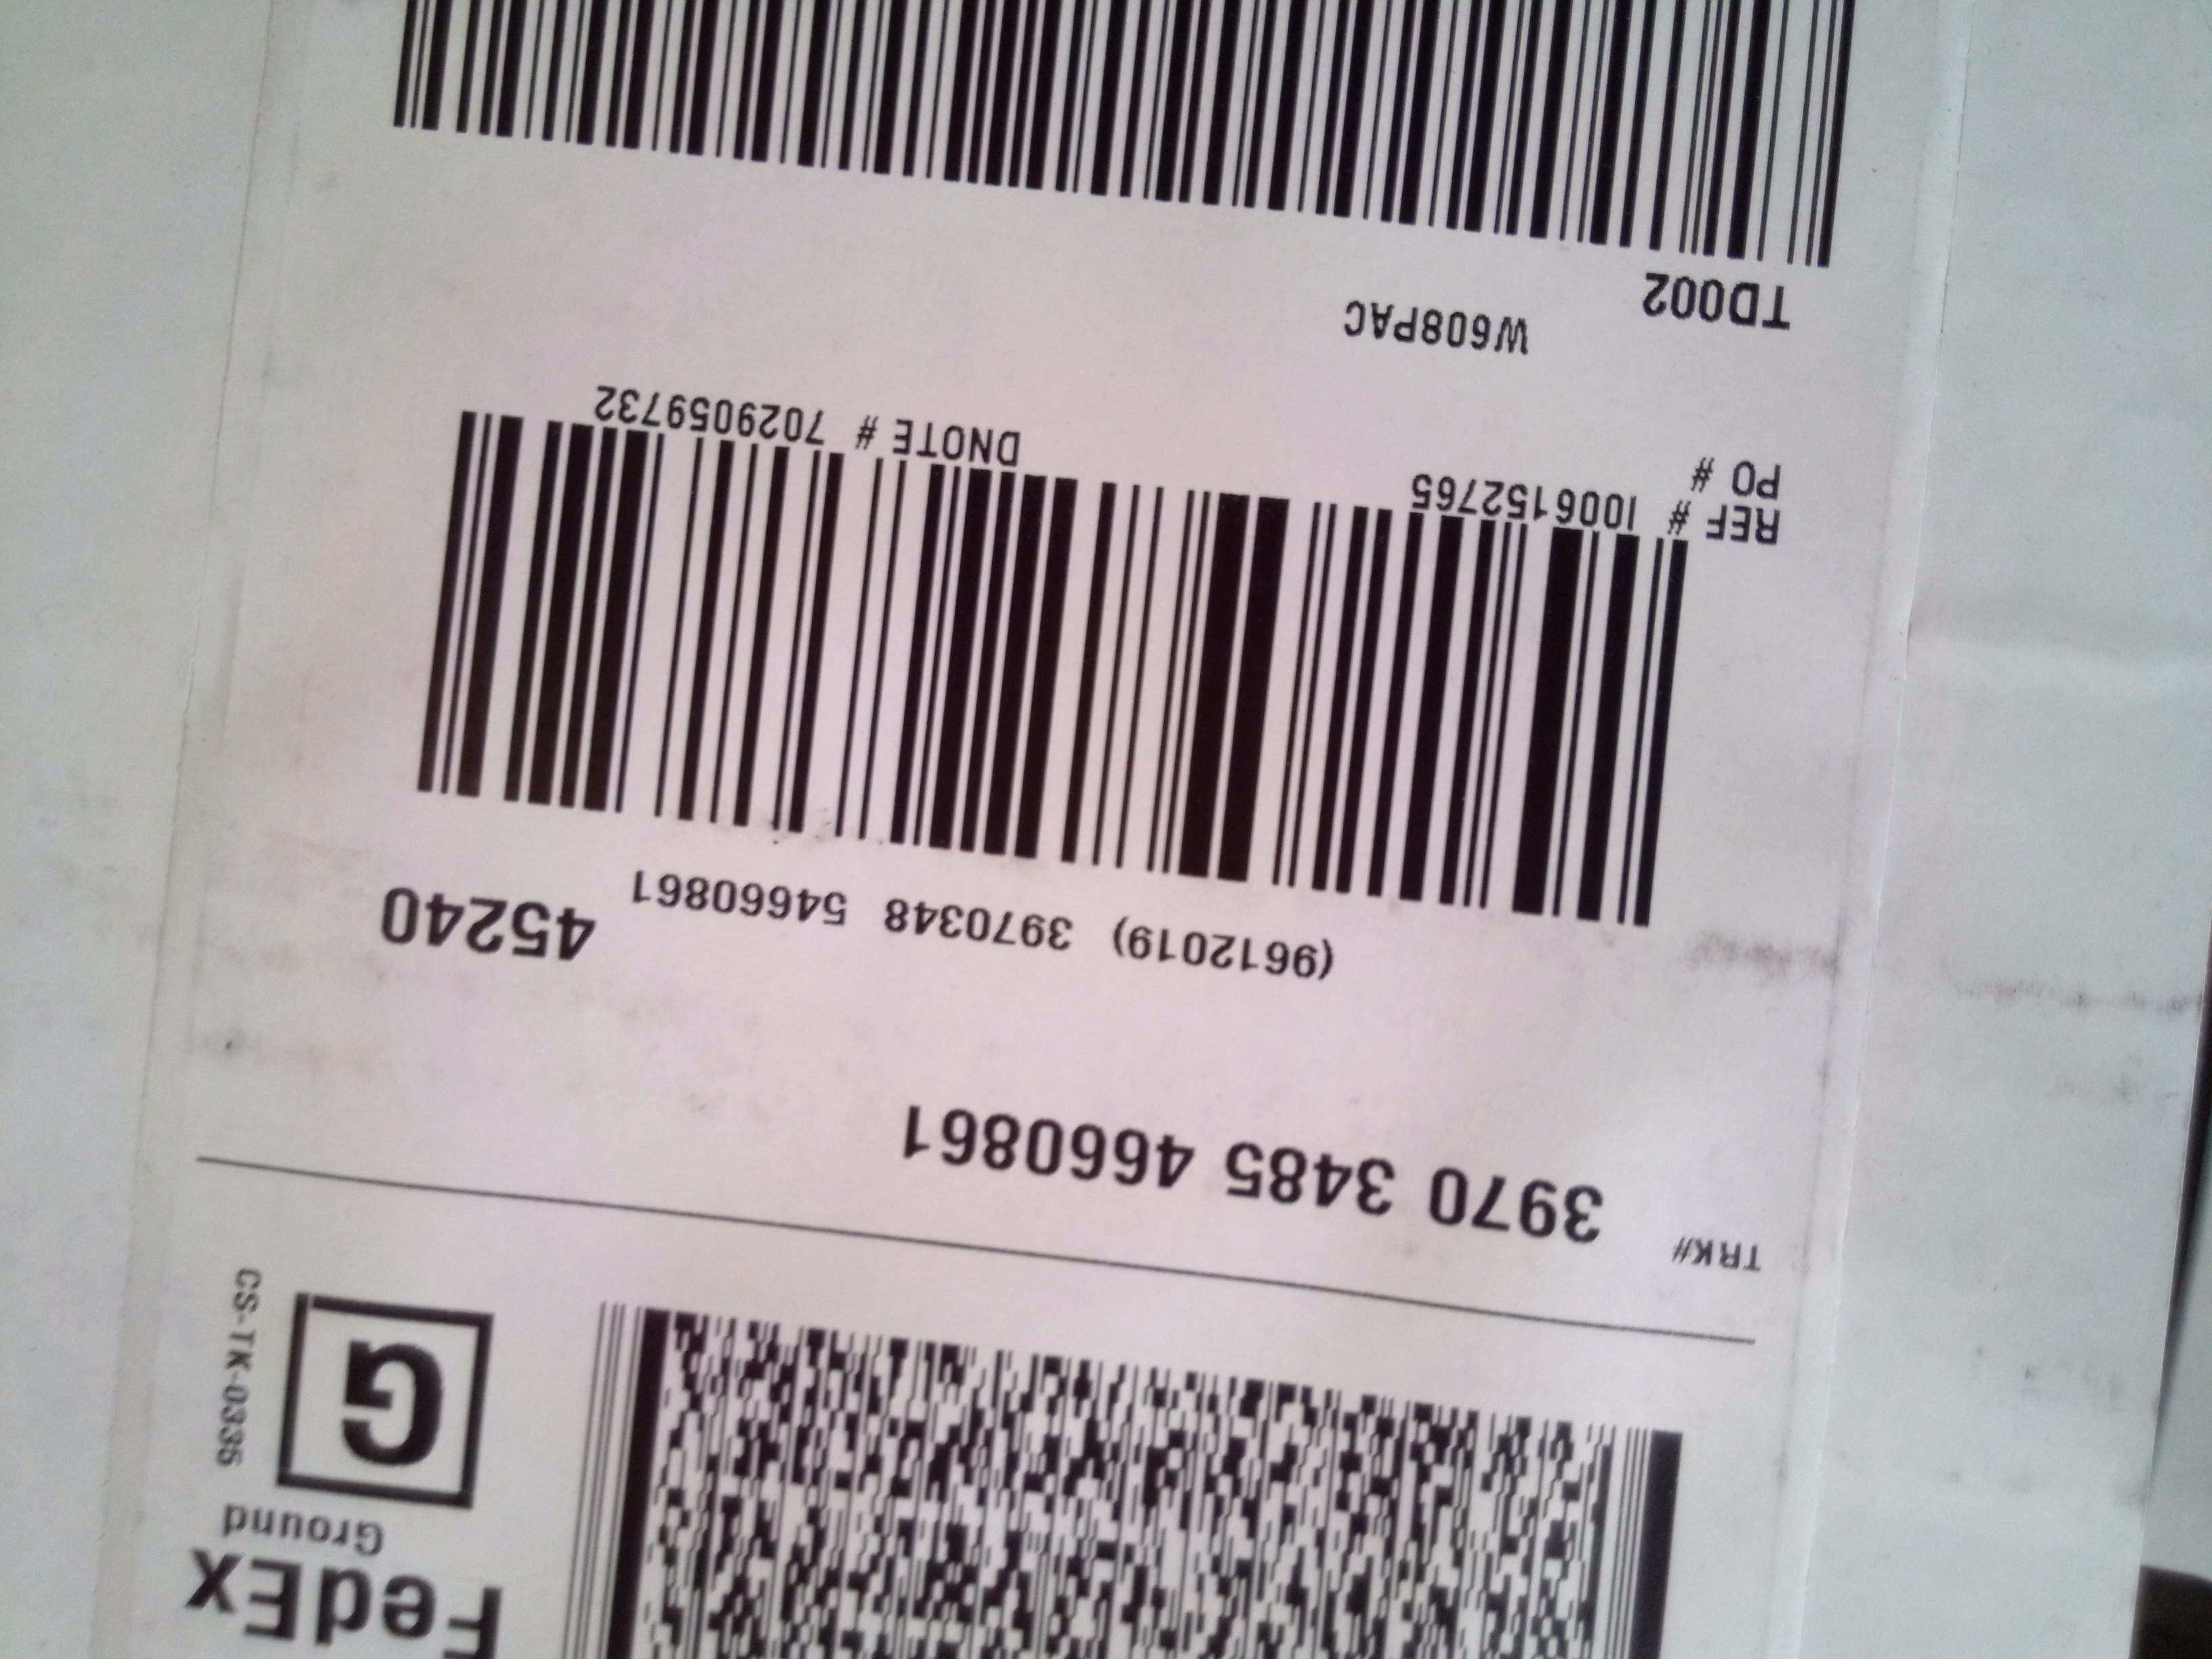 FedEx
Ground
G
CS-TK-0335
TRK#
3970 3485 4660861
45240
(9612019) 3970348 54660861
REF # I006152765
PO #
DNOTE # 7029059732
W608PAC
TD002